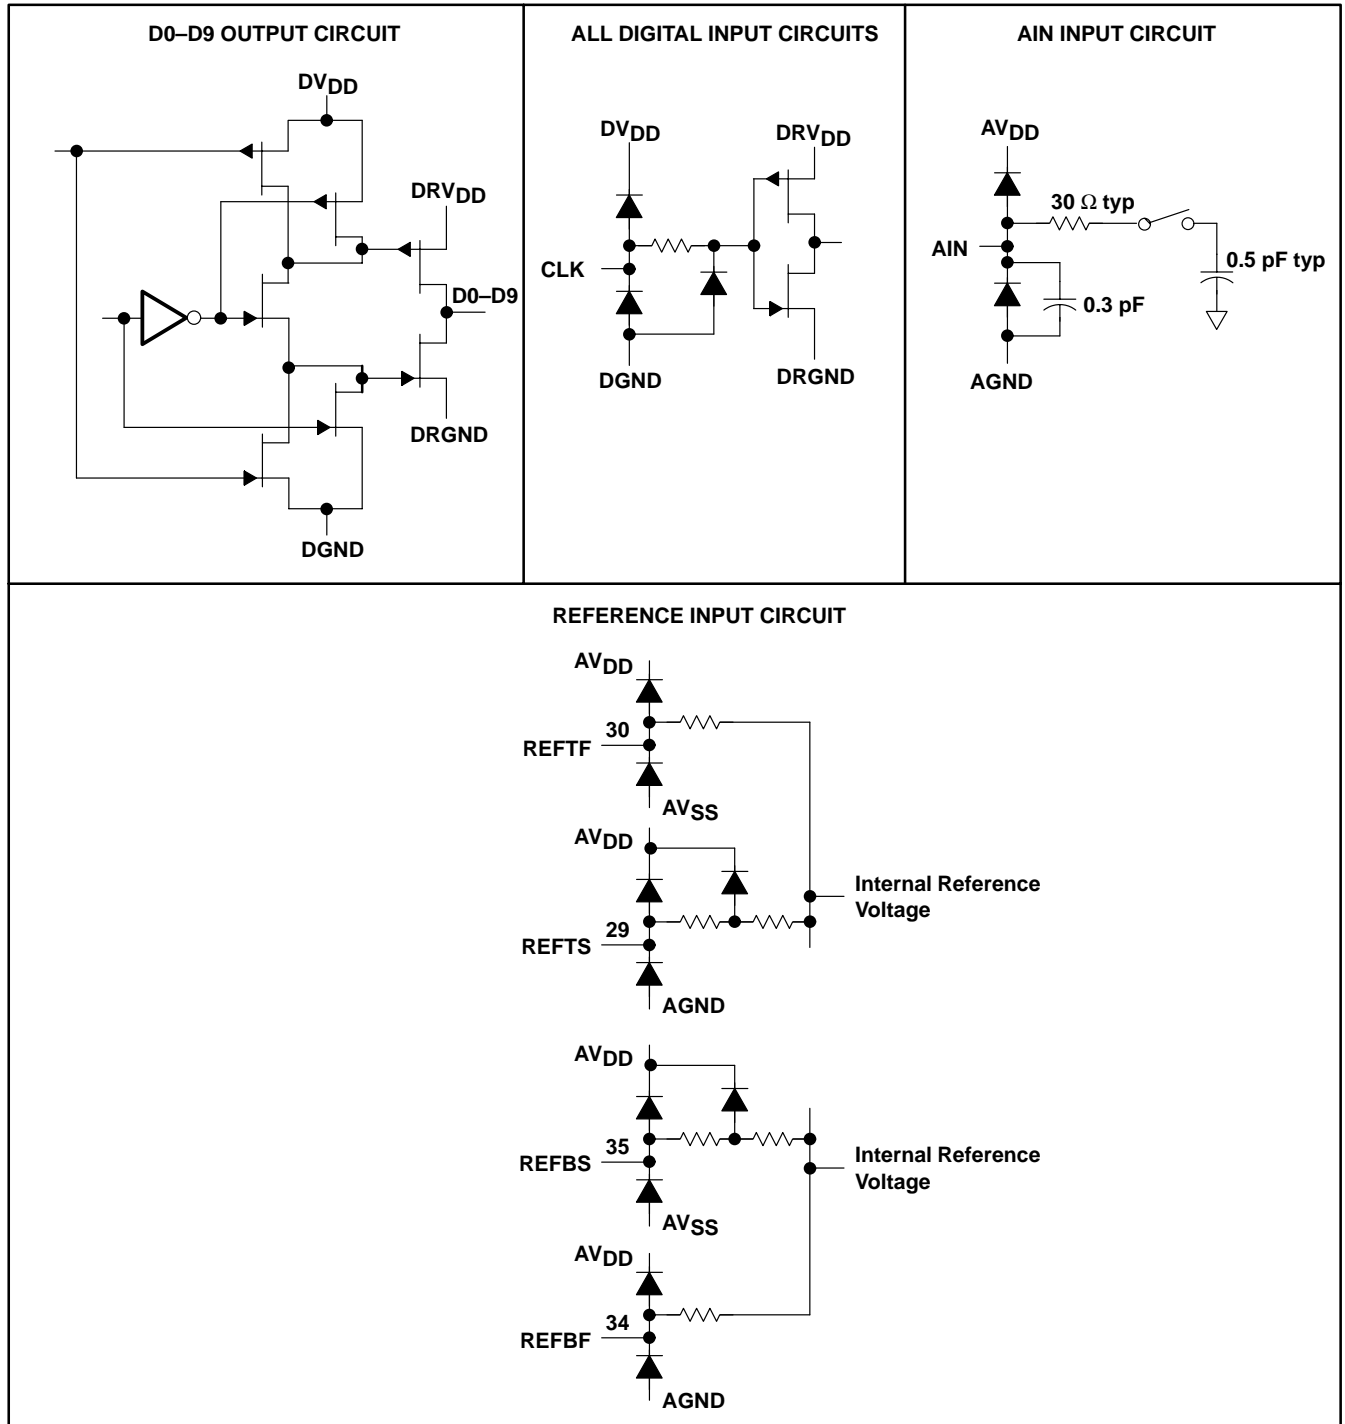 D0–D9 OUTPUT CIRCUIT
DVDD
DRVDD
D0–D9
DRGND
DGND
ALL DIGITAL INPUT CIRCUITS
DVDD
DRVDD
CLK
DGND
DRGND
AIN INPUT CIRCUIT
AVDD
30 Ω typ
AIN
0.5 pF typ
0.3 pF
AGND
REFERENCE INPUT CIRCUIT
AVDD
30
REFTF
AVSS
AVDD
29
REFTS
AGND
Internal Reference
Voltage
AVDD
35
REFBS
AVSS
Internal Reference
Voltage
AVDD
34
REFBF
AGND